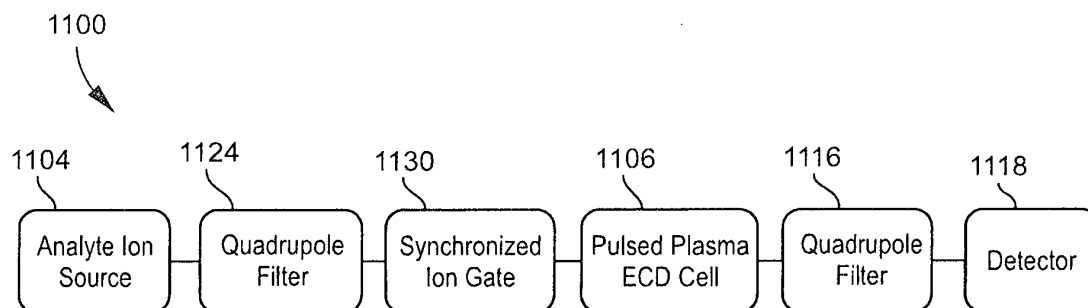 1100
1104
1124
1130
1106
1116
1118
Analyte Ion
Source
Quadrupole
Filter
Synchronized
Ion Gate
Pulsed Plasma
ECD Cell
Quadrupole
Filter
Detector